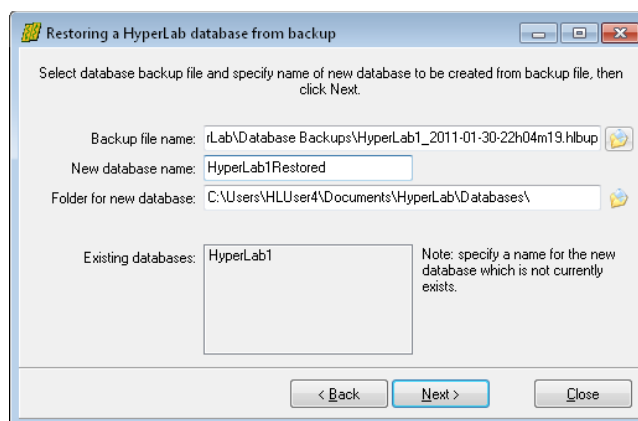 Restoring a HyperLab database from backup
Select database backup file and specify name of new database to be created from backup file, then
click Next.
Backup file name: rLab\Database Backups\HyperLab1_2011-01-30-22h04m19.hlbup
New database name: HyperLab1Restored
Folder for new database: C:\Users\HLUser4\Documents\HyperLab\Databases\
Existing databases: HyperLab1
Note: specify a name for the new
database which is not currently
exists.
< Back Next > Close